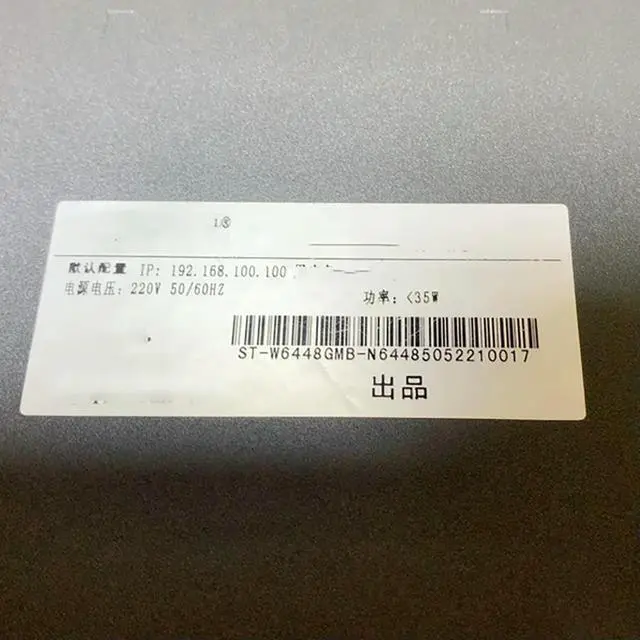 默认配置 IP: 192.168.100.100
电源电压: 220V 50/60HZ
功率: <35W
ST-W6448GMB-N64485052210017
出品